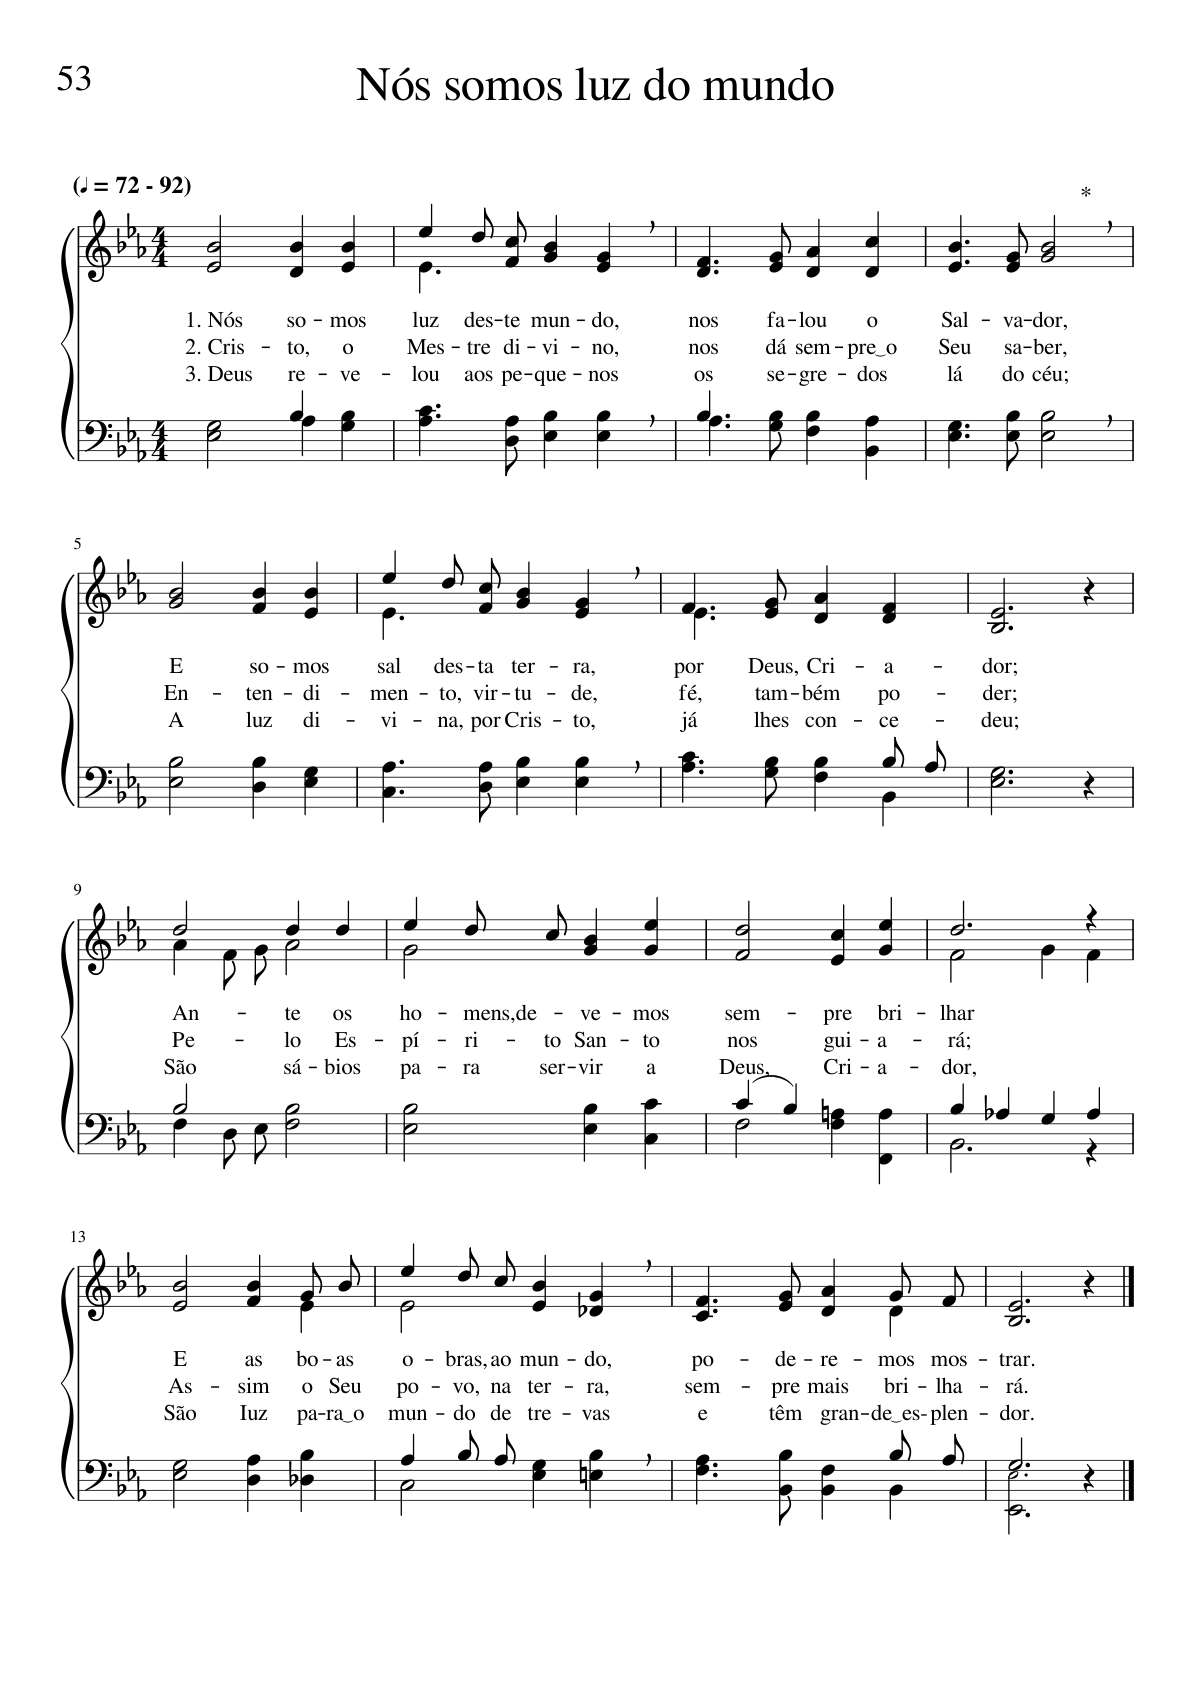 53
Nós somos luz do mundo
(♩ = 72 - 92)
*
1. Nós so - mos luz des - te mun - do, nos fa - lou o Sal - va - dor,
2. Cris - to, o Mes - tre di - vi - no, nos dá sem - pre‿o Seu sa - ber,
3. Deus re - ve - lou aos pe - que - nos os se - gre - dos lá do céu;
5
E so - mos sal des - ta ter - ra, por Deus, Cri - a - dor;
En - ten - di - men - to, vir - tu - de, fé, tam - bém po - der;
A luz di - vi - na, por Cris - to, já lhes con - ce - deu;
9
An - te os ho - mens, de - ve - mos sem - pre bri - lhar
Pe - lo Es - pí - ri - to San - to nos gui - a - rá;
São sá - bios pa - ra ser - vir a Deus, Cri - a - dor,
13
E as bo - as o - bras, ao mun - do, po - de - re - mos mos - trar.
As - sim o Seu po - vo, na ter - ra, sem - pre mais bri - lha - rá.
São Iuz pa - ra‿o mun - do de tre - vas e têm gran - de‿es - plen - dor.